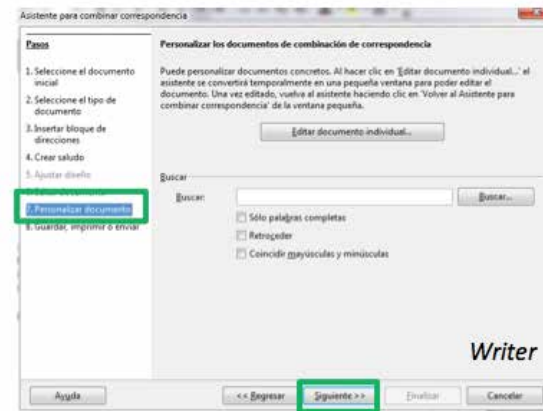 Asistente para combinar correspondencia
Pasos
1. Seleccione el documento
inicial
2. Seleccione el tipo de
documento
3. Insertar bloque de
direcciones
4. Crear saludo
5. Ajustar diseño
7. Personalizar documento
8. Guardar, imprimir o enviar
Personalizar los documentos de combinación de correspondencia
Puede personalizar documentos concretos. Al hacer clic en 'Editar documento individual...' el
asistente se convertirá temporalmente en una pequeña ventana para poder editar el
documento. Una vez editado, vuelva al asistente haciendo clic en 'Volver al Asistente para
combinar correspondencia' de la ventana pequeña.
Editar documento individual...
Buscar
Buscar:
Buscar...
Sólo palabras completas
Retroceder
Coincidir mayúsculas y minúsculas
Writer
Ayuda
<< Regresar
Siguiente >>
Finalizar
Cancelar